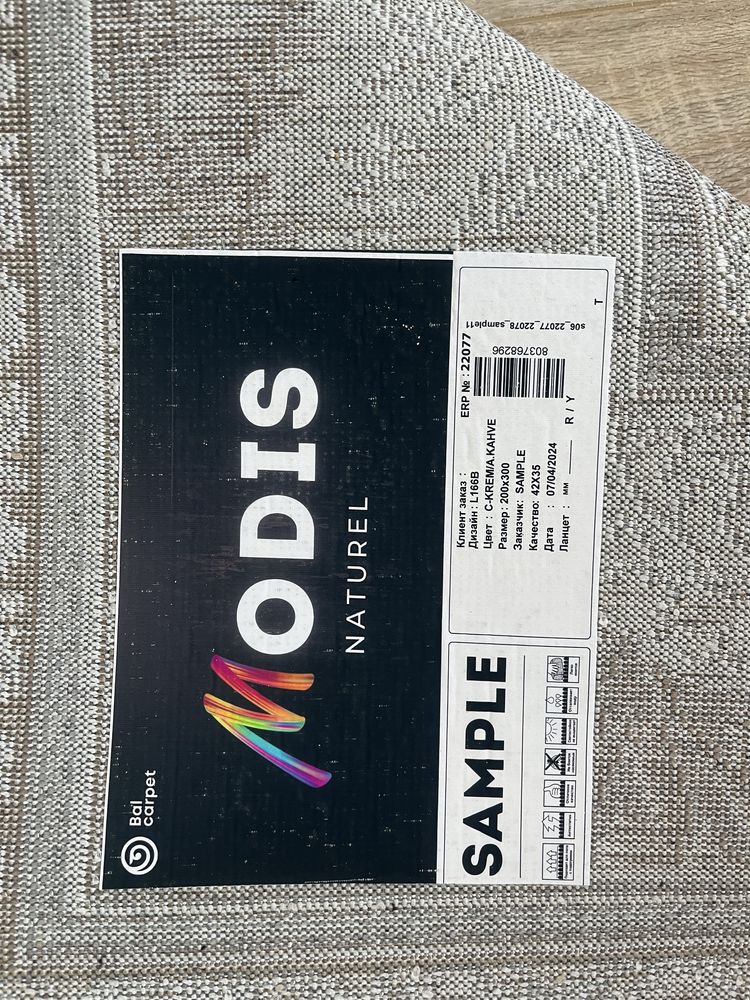 Bal
carpet
MODIS
NATUREL
SAMPLE
Клиент заказ :
ERP № : 22077
Дизайн : L166B
Цвет : C-KREM/A.KAHVE
Размер : 200x300
Заказчик: SAMPLE
Качество: 42X35
Дата : 07/04/2024
Ланцет : мм
R / Y
T
s06_22077_22078_sample11
803768296